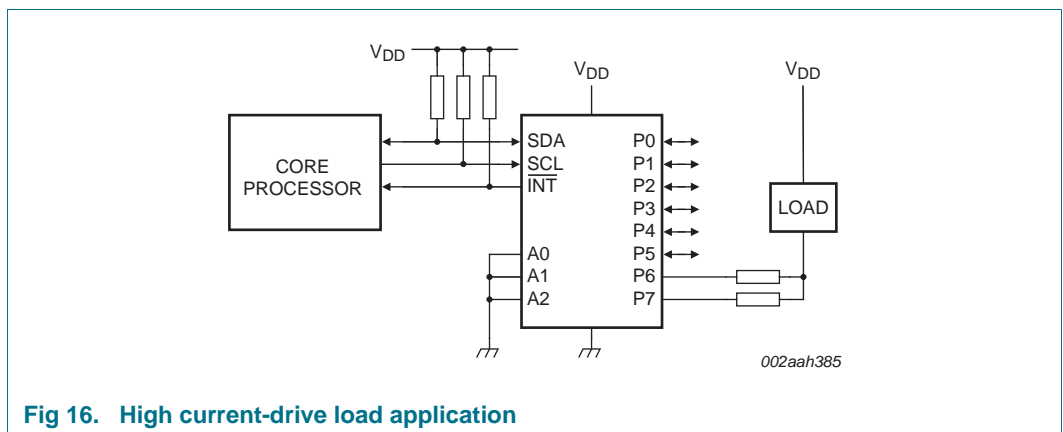 VDD
VDD
VDD
CORE
PROCESSOR
SDA
SCL
INT
A0
A1
A2
P0
P1
P2
P3
P4
P5
P6
P7
LOAD
002aah385
Fig 16. High current-drive load application